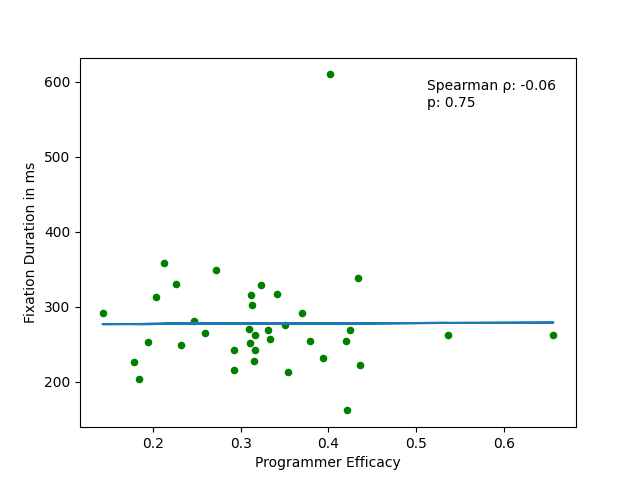 Spearman ρ: -0.06
p: 0.75
600
500
400
300
200
Fixation Duration in ms
0.2 0.3 0.4 0.5 0.6
Programmer Efficacy